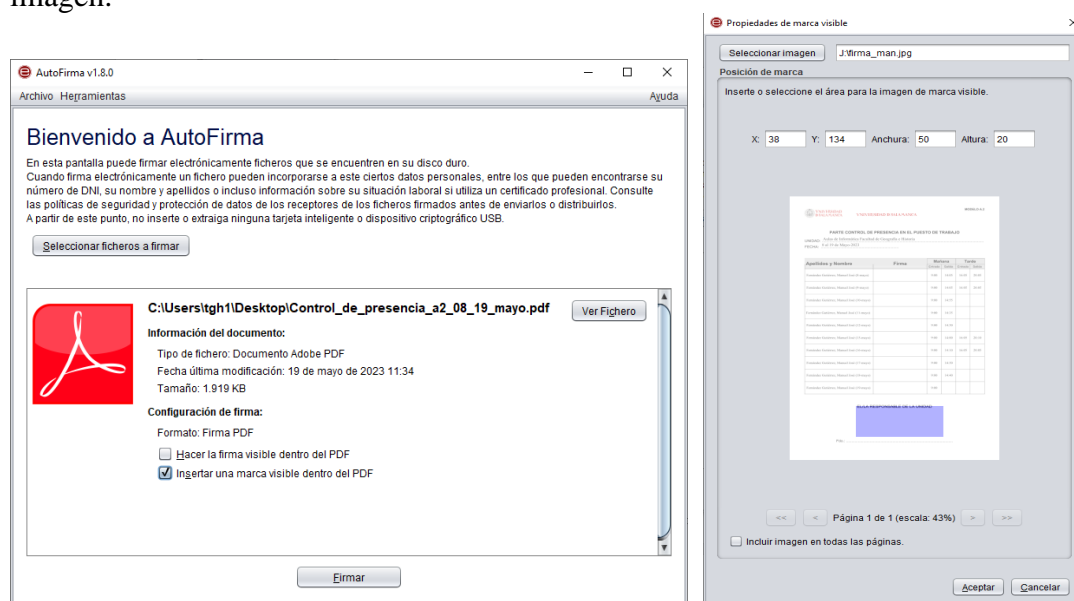 imagen.
AutoFirma v1.8.0
Archivo Herramientas Ayuda
Bienvenido a AutoFirma
En esta pantalla puede firmar electrónicamente ficheros que se encuentren en su disco duro.
Cuando firma electrónicamente un fichero pueden incorporarse a este ciertos datos personales, entre los que pueden encontrarse su
número de DNI, su nombre y apellidos o incluso información sobre su situación laboral si utiliza un certificado profesional. Consulte
las políticas de seguridad y protección de datos de los receptores de los ficheros firmados antes de enviarlos o distribuirlos.
A partir de este punto, no inserte o extraiga ninguna tarjeta inteligente o dispositivo criptográfico USB.
Seleccionar ficheros a firmar
C:\Users\tgh1\Desktop\Control_de_presencia_a2_08_19_mayo.pdf
Ver Fichero
Información del documento:
Tipo de fichero: Documento Adobe PDF
Fecha última modificación: 19 de mayo de 2023 11:34
Tamaño: 1.919 KB
Configuración de firma:
Formato: Firma PDF
Hacer la firma visible dentro del PDF
Insertar una marca visible dentro del PDF
Firmar
Propiedades de marca visible
Seleccionar imagen J:\firma_man.jpg
Posición de marca
Inserte o seleccione el área para la imagen de marca visible.
X: 38 Y: 134 Anchura: 50 Altura: 20
PARTE CONTROL DE PRESENCIA EN EL PUESTO DE TRABAJO
Apellidos y Nombre Firma
<< < Página 1 de 1 (escala: 43%) > >>
Incluir imagen en todas las páginas.
Aceptar Cancelar